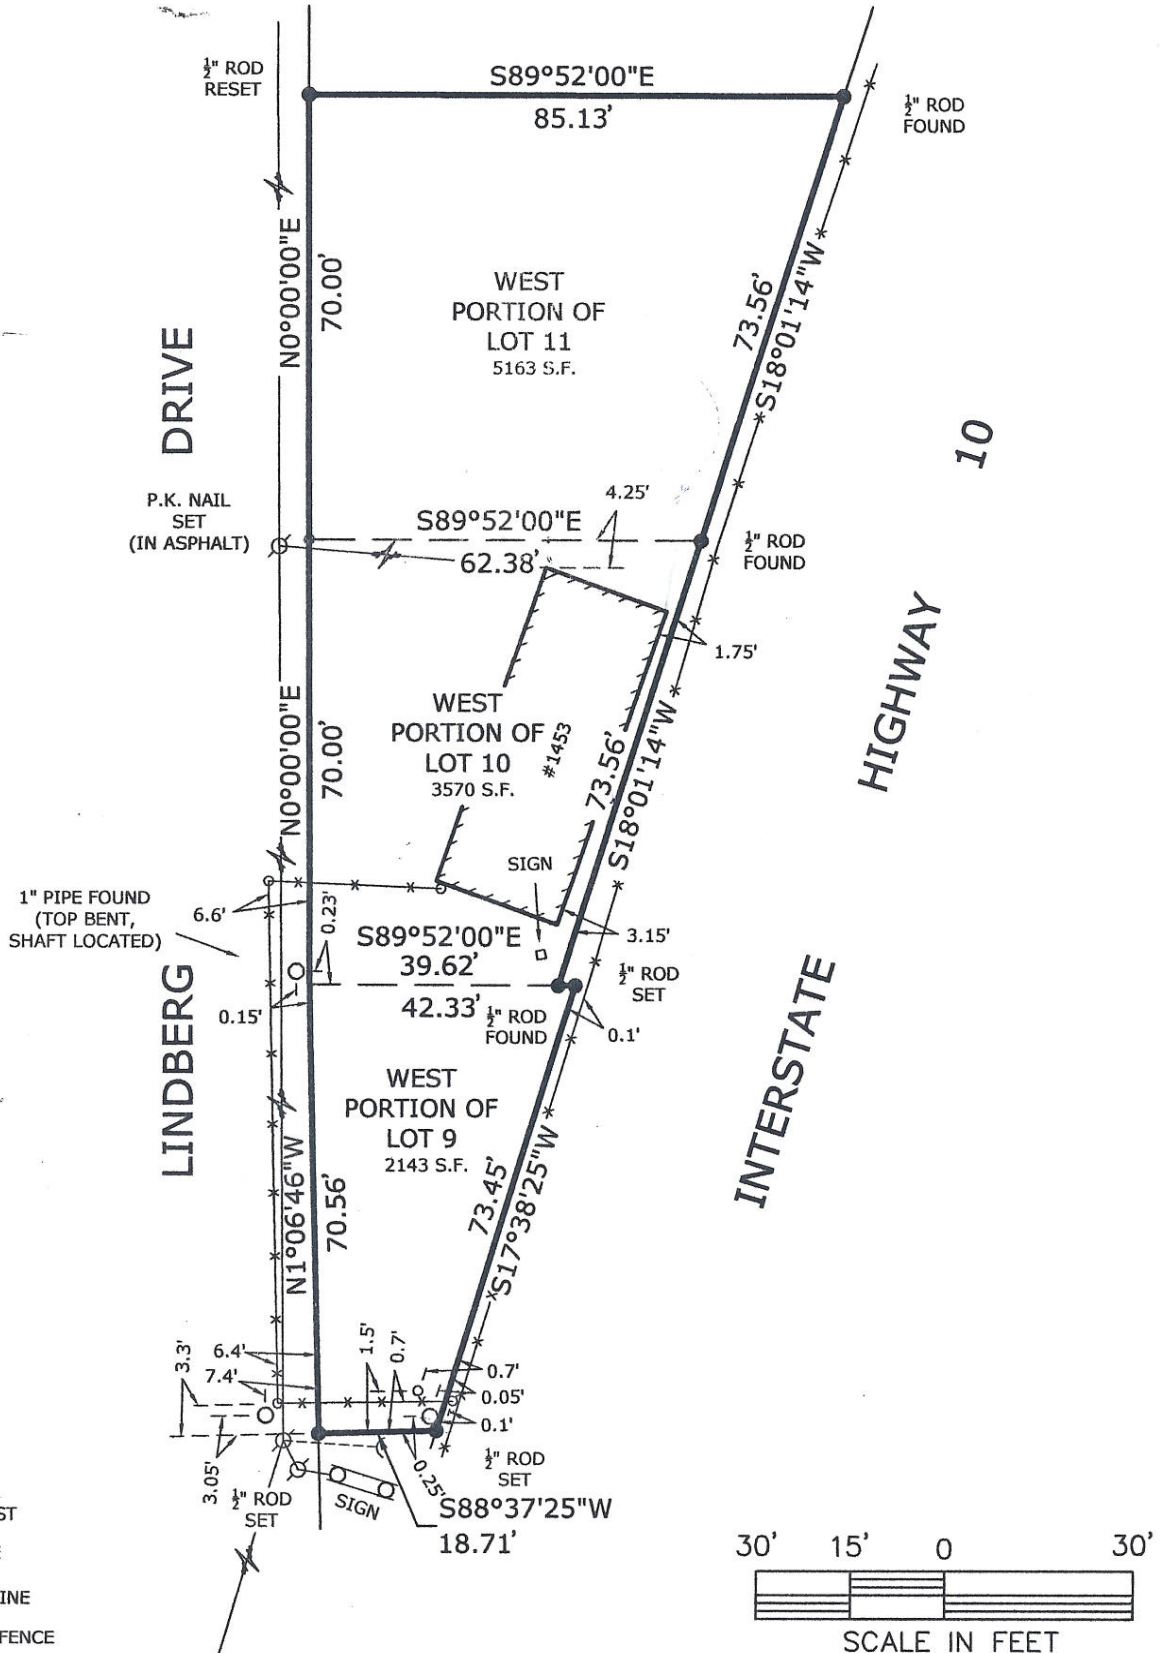 ½" ROD
RESET
S89°52'00"E
85.13'
½" ROD
FOUND
N0°00'00"E
70.00'
WEST
PORTION OF
LOT 11
5163 S.F.
73.56'
S18°01'14"W
DRIVE
10
P.K. NAIL
SET
(IN ASPHALT)
4.25'
S89°52'00"E
62.38'
½" ROD
FOUND
1.75'
HIGHWAY
N0°00'00"E
70.00'
WEST
PORTION OF
LOT 10
3570 S.F.
#1453
73.56'
S18°01'14"W
SIGN
1" PIPE FOUND
(TOP BENT,
SHAFT LOCATED)
6.6'
0.23'
S89°52'00"E
39.62'
3.15'
½" ROD
SET
0.15'
42.33'
½" ROD
FOUND
0.1'
LINDBERG
INTERSTATE
WEST
PORTION OF
LOT 9
2143 S.F.
N1°06'46"W
70.56'
73.45'
S17°38'25"W
3.3'
6.4'
7.4'
1.5'
0.7'
0.7'
0.05'
0.1'
3.05'
½" ROD
SET
SIGN
0.25'
½" ROD
SET
S88°37'25"W
18.71'
ST
INE
FENCE
30' 15' 0 30'
SCALE IN FEET